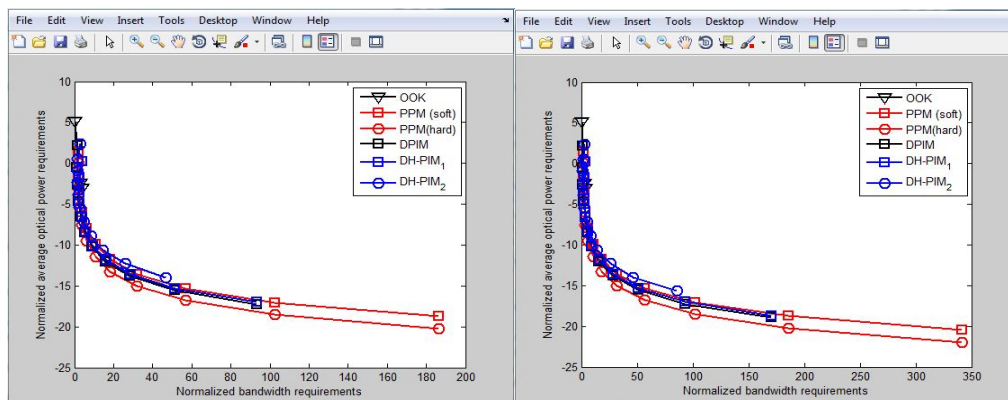 File Edit View Insert Tools Desktop Window Help
10
5
0
-5
-10
-15
-20
-25
Normalized average optical power requirements
0 20 40 60 80 100 120 140 160 180 200
Normalized bandwidth requirements
OOK
PPM (soft)
PPM(hard)
DPIM
DH-PIM1
DH-PIM2
File Edit View Insert Tools Desktop Window Help
10
5
0
-5
-10
-15
-20
-25
Normalized average optical power requirements
0 50 100 150 200 250 300 350
Normalized bandwidth requirements
OOK
PPM (soft)
PPM(hard)
DPIM
DH-PIM1
DH-PIM2